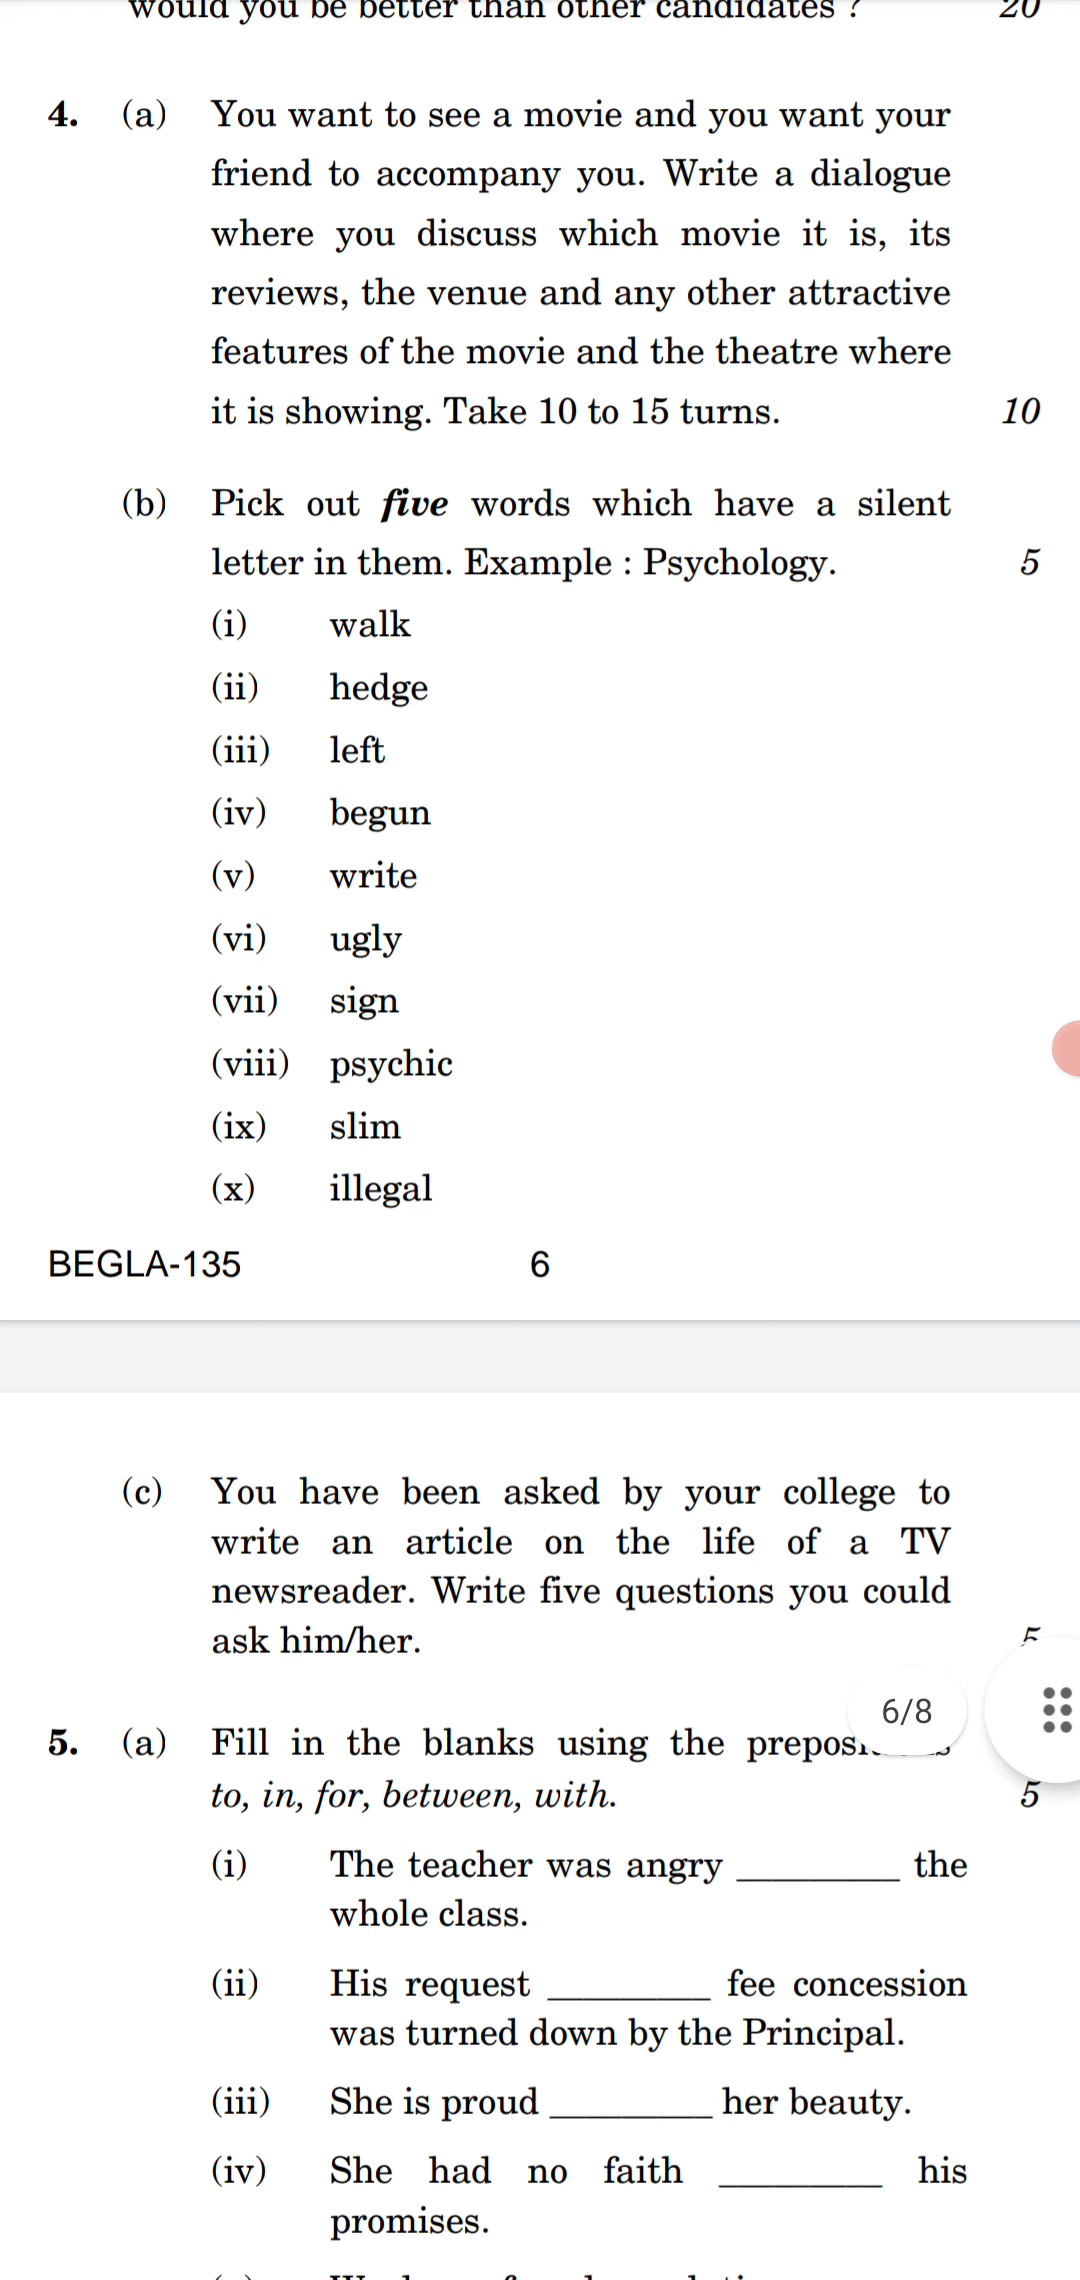 would you be better than other candidates ? 20
4. (a) You want to see a movie and you want your
friend to accompany you. Write a dialogue
where you discuss which movie it is, its
reviews, the venue and any other attractive
features of the movie and the theatre where
it is showing. Take 10 to 15 turns. 10
(b) Pick out five words which have a silent
letter in them. Example : Psychology. 5
(i) walk
(ii) hedge
(iii) left
(iv) begun
(v) write
(vi) ugly
(vii) sign
(viii) psychic
(ix) slim
(x) illegal
BEGLA-135 6
(c) You have been asked by your college to
write an article on the life of a TV
newsreader. Write five questions you could
ask him/her. 5
6/8
5. (a) Fill in the blanks using the
to, in, for, between, with. 5
(i) The teacher was angry _________ the
whole class.
(ii) His request _________ fee concession
was turned down by the Principal.
(iii) She is proud _________ her beauty.
(iv) She had no faith _________ his
promises.